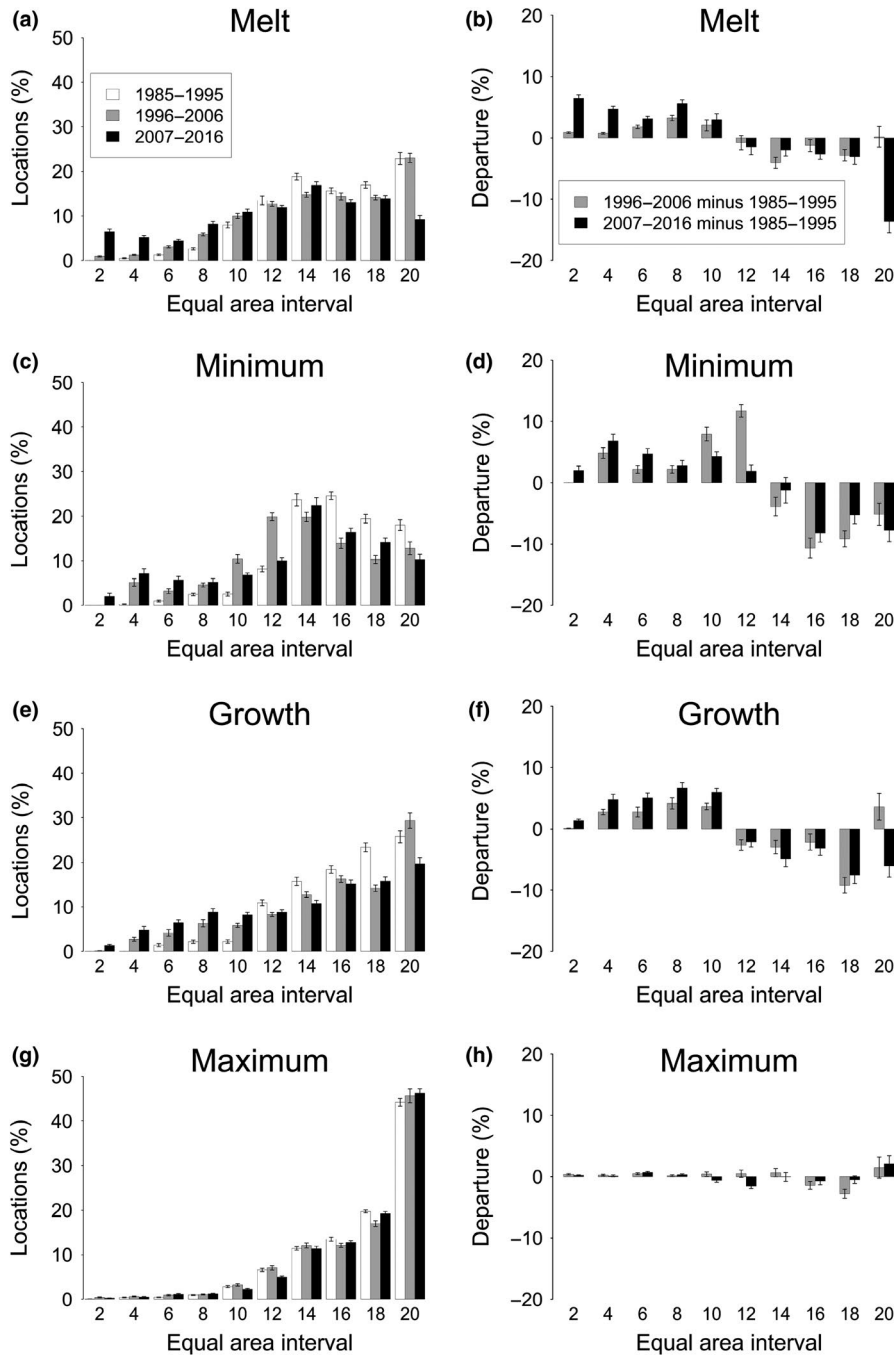 (a) Melt
Locations (%)
50
40
30
20
10
0
1985–1995
1996–2006
2007–2016
2 4 6 8 10 12 14 16 18 20
Equal area interval
(b) Melt
Departure (%)
20
10
0
−10
−20
1996–2006 minus 1985–1995
2007–2016 minus 1985–1995
2 4 6 8 10 12 14 16 18 20
Equal area interval
(c) Minimum
Locations (%)
50
40
30
20
10
0
2 4 6 8 10 12 14 16 18 20
Equal area interval
(d) Minimum
Departure (%)
20
10
0
−10
−20
2 4 6 8 10 12 14 16 18 20
Equal area interval
(e) Growth
Locations (%)
50
40
30
20
10
0
2 4 6 8 10 12 14 16 18 20
Equal area interval
(f) Growth
Departure (%)
20
10
0
−10
−20
2 4 6 8 10 12 14 16 18 20
Equal area interval
(g) Maximum
Locations (%)
50
40
30
20
10
0
2 4 6 8 10 12 14 16 18 20
Equal area interval
(h) Maximum
Departure (%)
20
10
0
−10
−20
2 4 6 8 10 12 14 16 18 20
Equal area interval